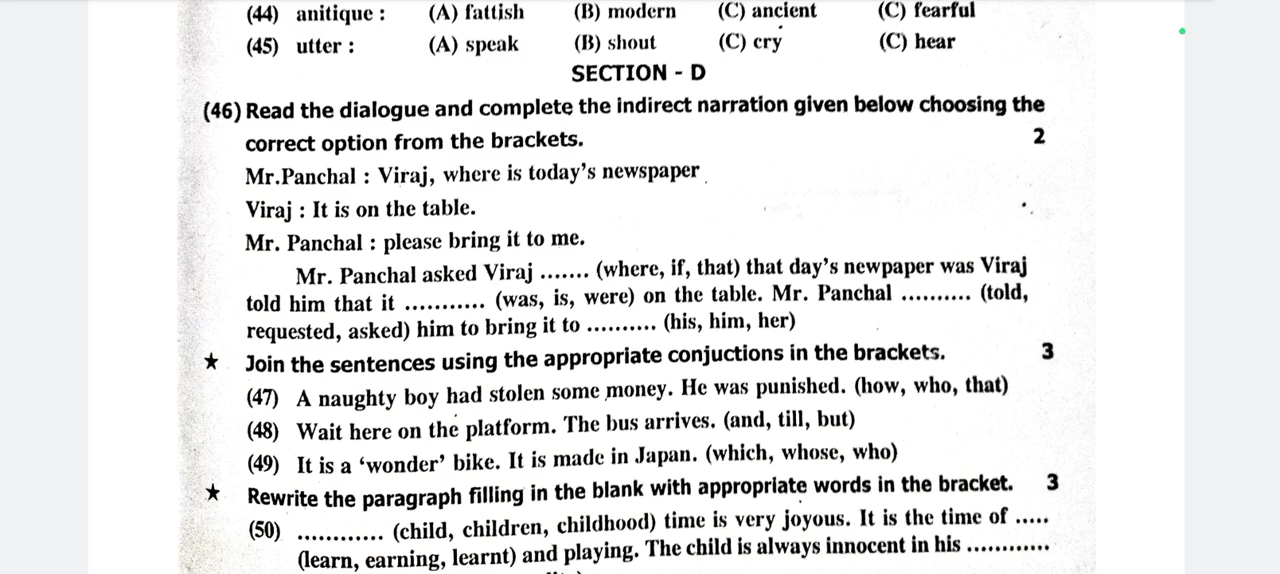 (44) anitique : (A) fattish (B) modern (C) ancient (C) fearful
(45) utter : (A) speak (B) shout (C) cry (C) hear
SECTION - D
(46) Read the dialogue and complete the indirect narration given below choosing the
correct option from the brackets. 2
Mr.Panchal : Viraj, where is today's newspaper
Viraj : It is on the table.
Mr. Panchal : please bring it to me.
Mr. Panchal asked Viraj ....... (where, if, that) that day's newpaper was Viraj
told him that it ........... (was, is, were) on the table. Mr. Panchal .......... (told,
requested, asked) him to bring it to .......... (his, him, her)
★ Join the sentences using the appropriate conjuctions in the brackets. 3
(47) A naughty boy had stolen some money. He was punished. (how, who, that)
(48) Wait here on the platform. The bus arrives. (and, till, but)
(49) It is a 'wonder' bike. It is made in Japan. (which, whose, who)
★ Rewrite the paragraph filling in the blank with appropriate words in the bracket. 3
(50) ............ (child, children, childhood) time is very joyous. It is the time of .....
(learn, earning, learnt) and playing. The child is always innocent in his ............